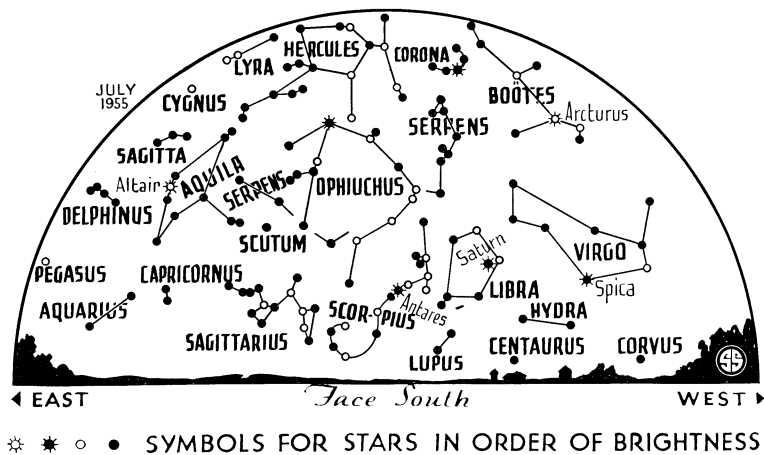 HERCULES
CORONA
LYRA
BOÖTES
JULY
1955
CYGNUS
Arcturus
SERPENS
SAGITTA
Altair
AQUILA
SERPENS
OPHIUCHUS
DELPHINUS
SCUTUM
Saturn
VIRGO
PEGASUS
CAPRICORNUS
LIBRA
Spica
AQUARIUS
SCORPIUS
Antares
HYDRA
SAGITTARIUS
LUPUS
CENTAURUS
CORVUS
SS
EAST
Face South
WEST
SYMBOLS FOR STARS IN ORDER OF BRIGHTNESS